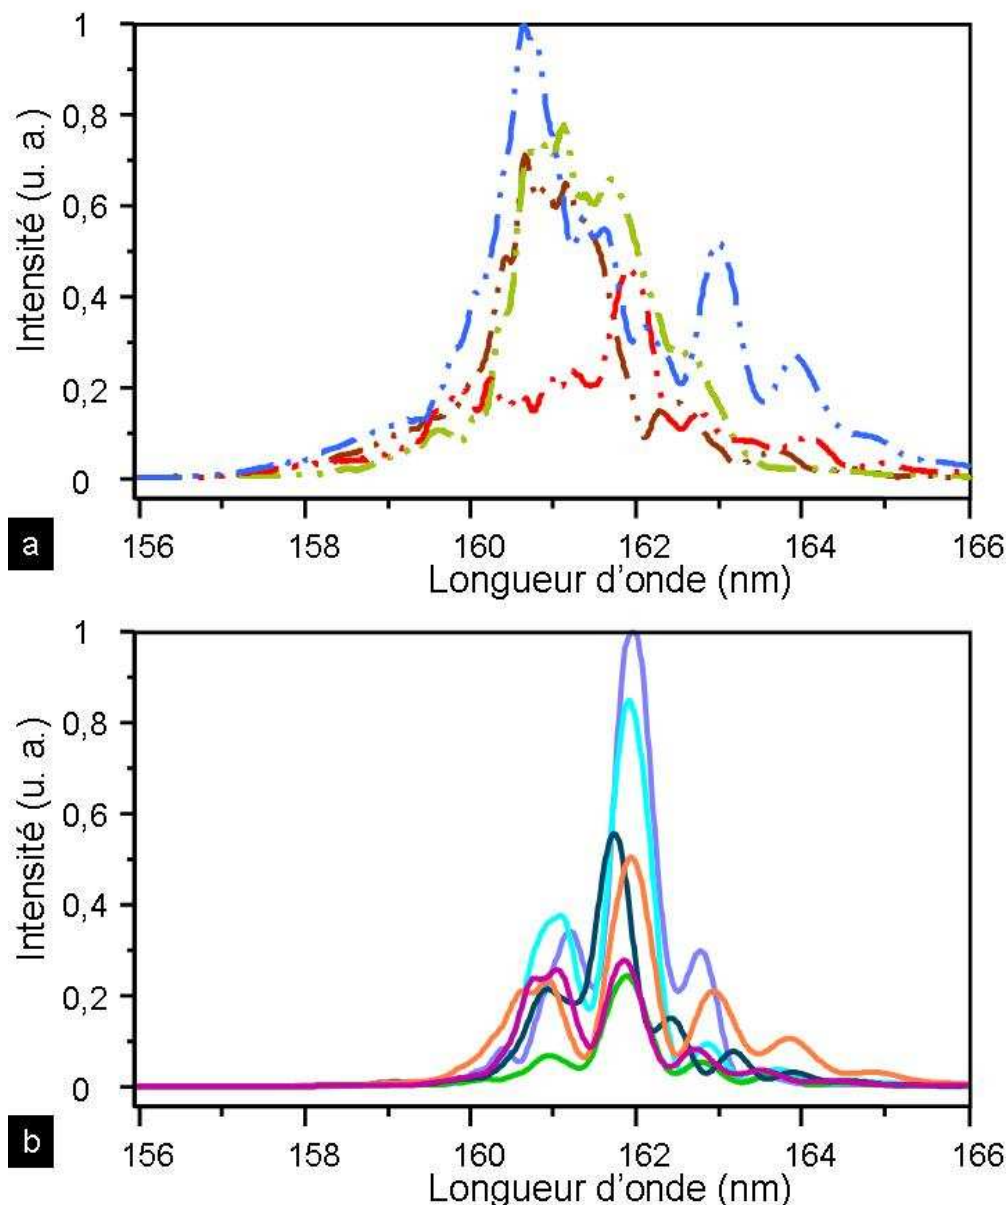 Intensité (u. a.)
1
0,8
0,6
0,4
0,2
0
156 158 160 162 164 166
Longueur d'onde (nm)
a
Intensité (u. a.)
1
0,8
0,6
0,4
0,2
0
156 158 160 162 164 166
Longueur d'onde (nm)
b